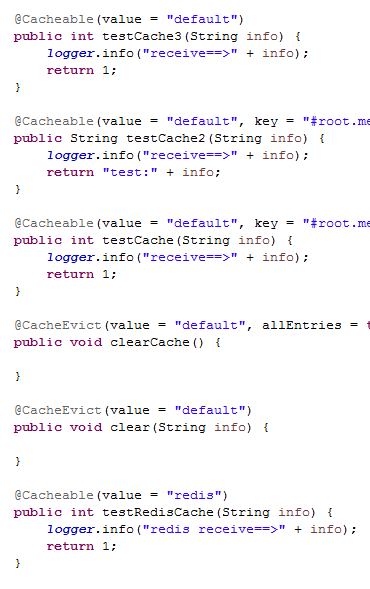 @Cacheable(value = "default")
public int testCache3(String info) {
    logger.info("receive==>" + info);
    return 1;
}

@Cacheable(value = "default", key = "#root.me
public String testCache2(String info) {
    logger.info("receive==>" + info);
    return "test:" + info;
}

@Cacheable(value = "default", key = "#root.me
public int testCache(String info) {
    logger.info("receive==>" + info);
    return 1;
}

@CacheEvict(value = "default", allEntries = t
public void clearCache() {

}

@CacheEvict(value = "default")
public void clear(String info) {

}

@Cacheable(value = "redis")
public int testRedisCache(String info) {
    logger.info("redis receive==>" + info);
    return 1;
}